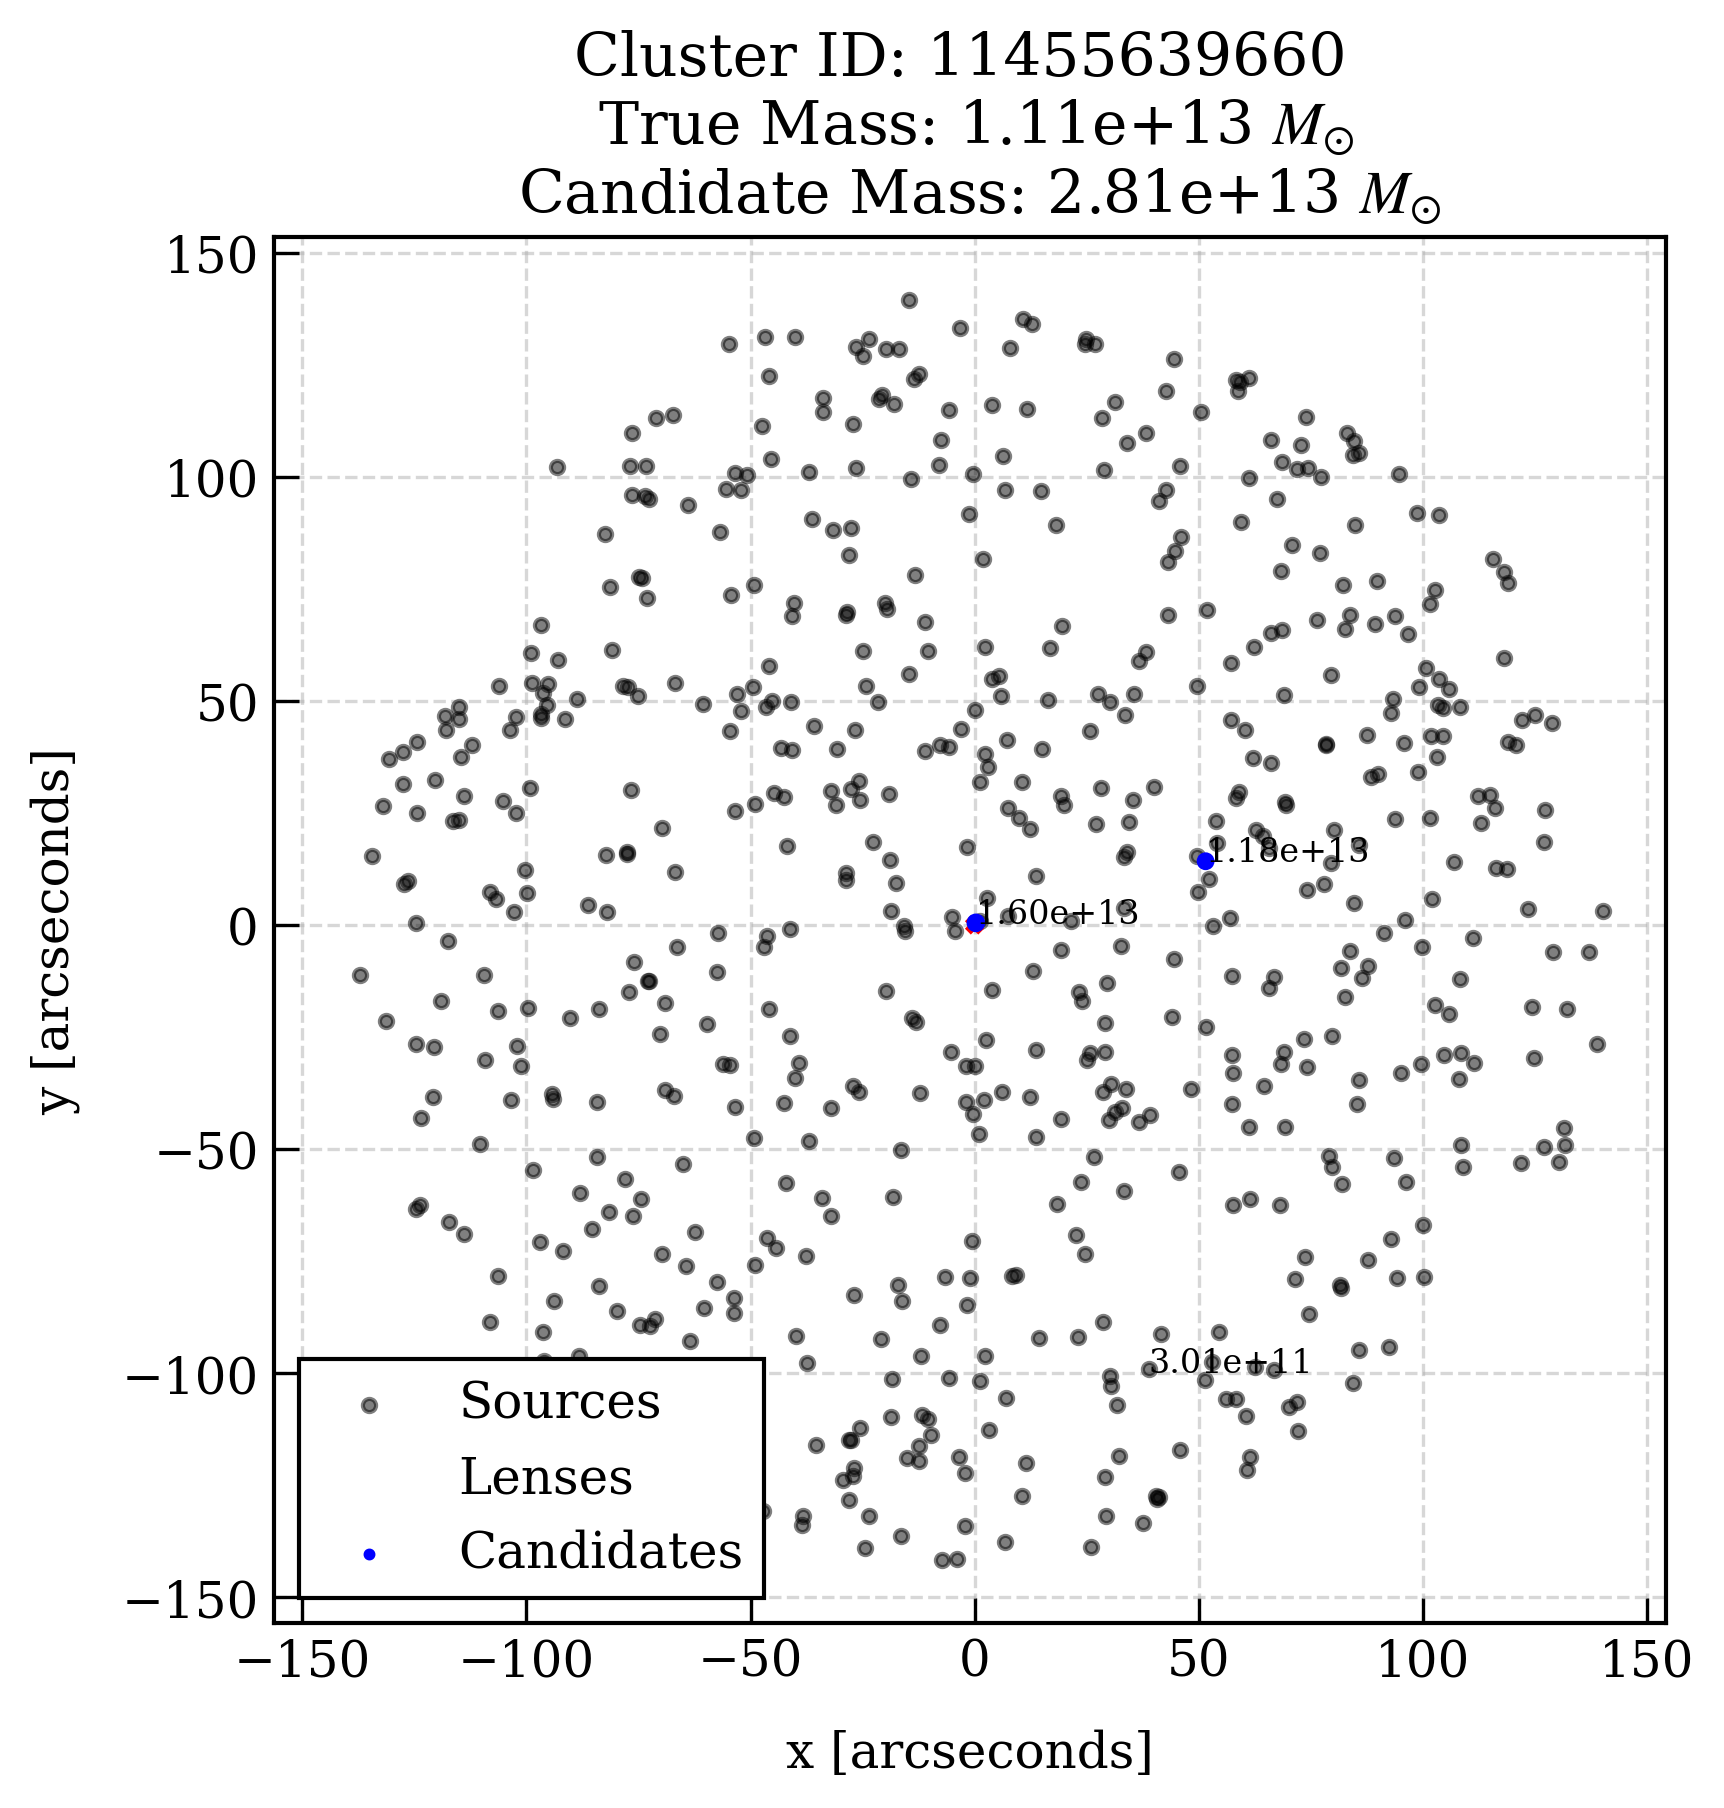 Cluster ID: 11455639660
True Mass: 1.11e+13 M⊙
Candidate Mass: 2.81e+13 M⊙
150
100
50
0
−50
−100
−150
y [arcseconds]
1.18e+13
1.60e+13
3.01e+11
Sources
Lenses
Candidates
−150
−100
−50
0
50
100
150
x [arcseconds]